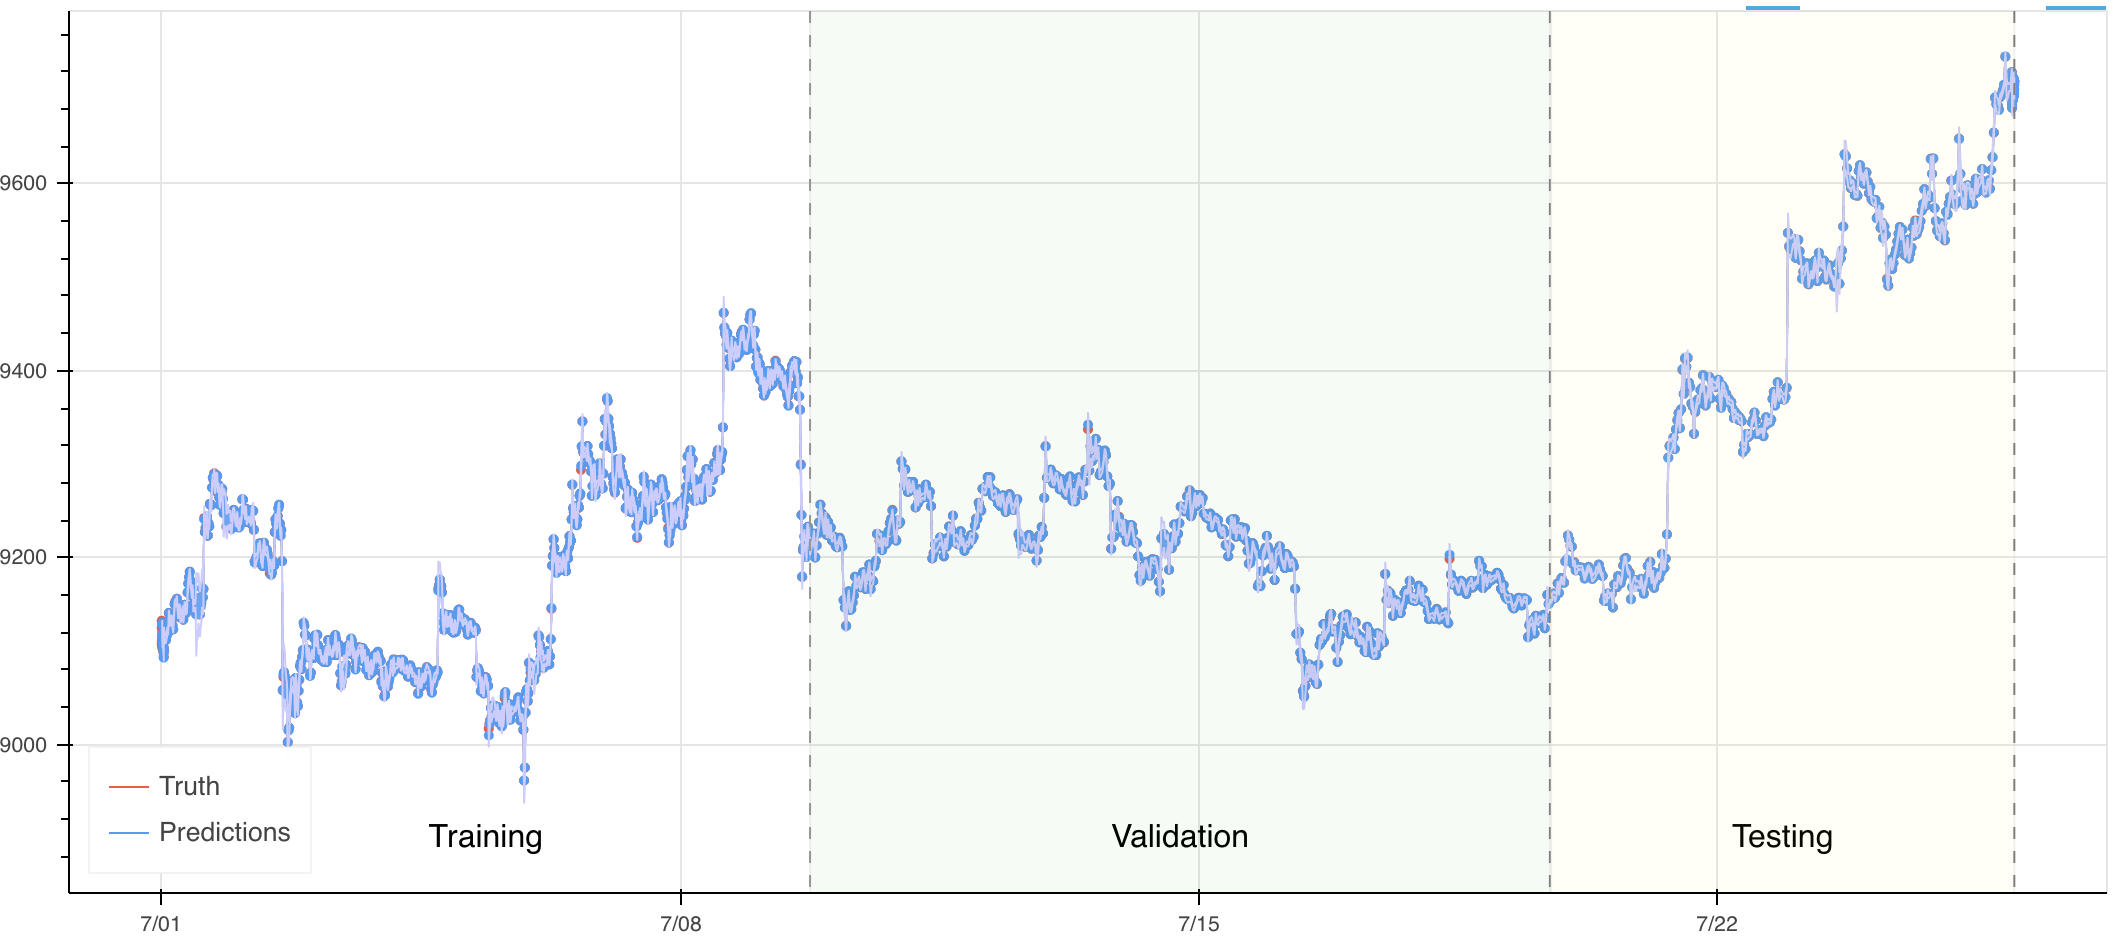 9600
9400
9200
9000
Truth
Predictions
Training
Validation
Testing
7/01
7/08
7/15
7/22